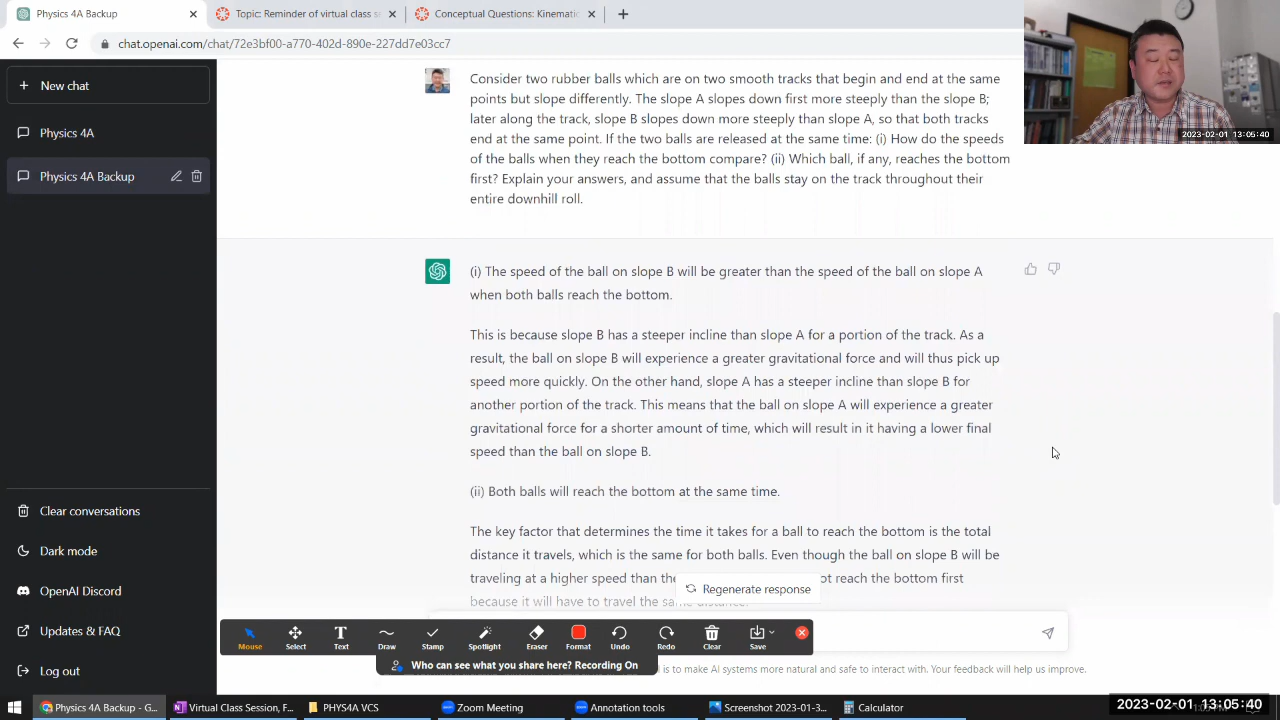 Physics 4A Backup
Topic: Reminder of virtual class se
Conceptual Questions: Kinematic
chat.openai.com/chat/72e3bf00-a770-402d-890e-227dd7e03cc7
2023-02-01 13:05:40
New chat
Physics 4A
Physics 4A Backup
Clear conversations
Dark mode
OpenAI Discord
Updates & FAQ
Log out
Consider two rubber balls which are on two smooth tracks that begin and end at the same
points but slope differently. The slope A slopes down first more steeply than the slope B;
later along the track, slope B slopes down more steeply than slope A, so that both tracks
end at the same point. If the two balls are released at the same time: (i) How do the speeds
of the balls when they reach the bottom compare? (ii) Which ball, if any, reaches the bottom
first? Explain your answers, and assume that the balls stay on the track throughout their
entire downhill roll.
(i) The speed of the ball on slope B will be greater than the speed of the ball on slope A
when both balls reach the bottom.
This is because slope B has a steeper incline than slope A for a portion of the track. As a
result, the ball on slope B will experience a greater gravitational force and will thus pick up
speed more quickly. On the other hand, slope A has a steeper incline than slope B for
another portion of the track. This means that the ball on slope A will experience a greater
gravitational force for a shorter amount of time, which will result in it having a lower final
speed than the ball on slope B.
(ii) Both balls will reach the bottom at the same time.
The key factor that determines the time it takes for a ball to reach the bottom is the total
distance it travels, which is the same for both balls. Even though the ball on slope B will be
traveling at a higher speed than the ot reach the bottom first
because it will have to travel the same distance.
Regenerate response
Mouse Select Text Draw Stamp Spotlight Eraser Format Undo Redo Clear Save
Who can see what you share here? Recording On
l is to make AI systems more natural and safe to interact with. Your feedback will help us improve.
Physics 4A Backup - G...
Virtual Class Session, F...
PHYS4A VCS
Zoom Meeting
Annotation tools
Screenshot 2023-01-3...
Calculator
2023-02-01 13:05:40